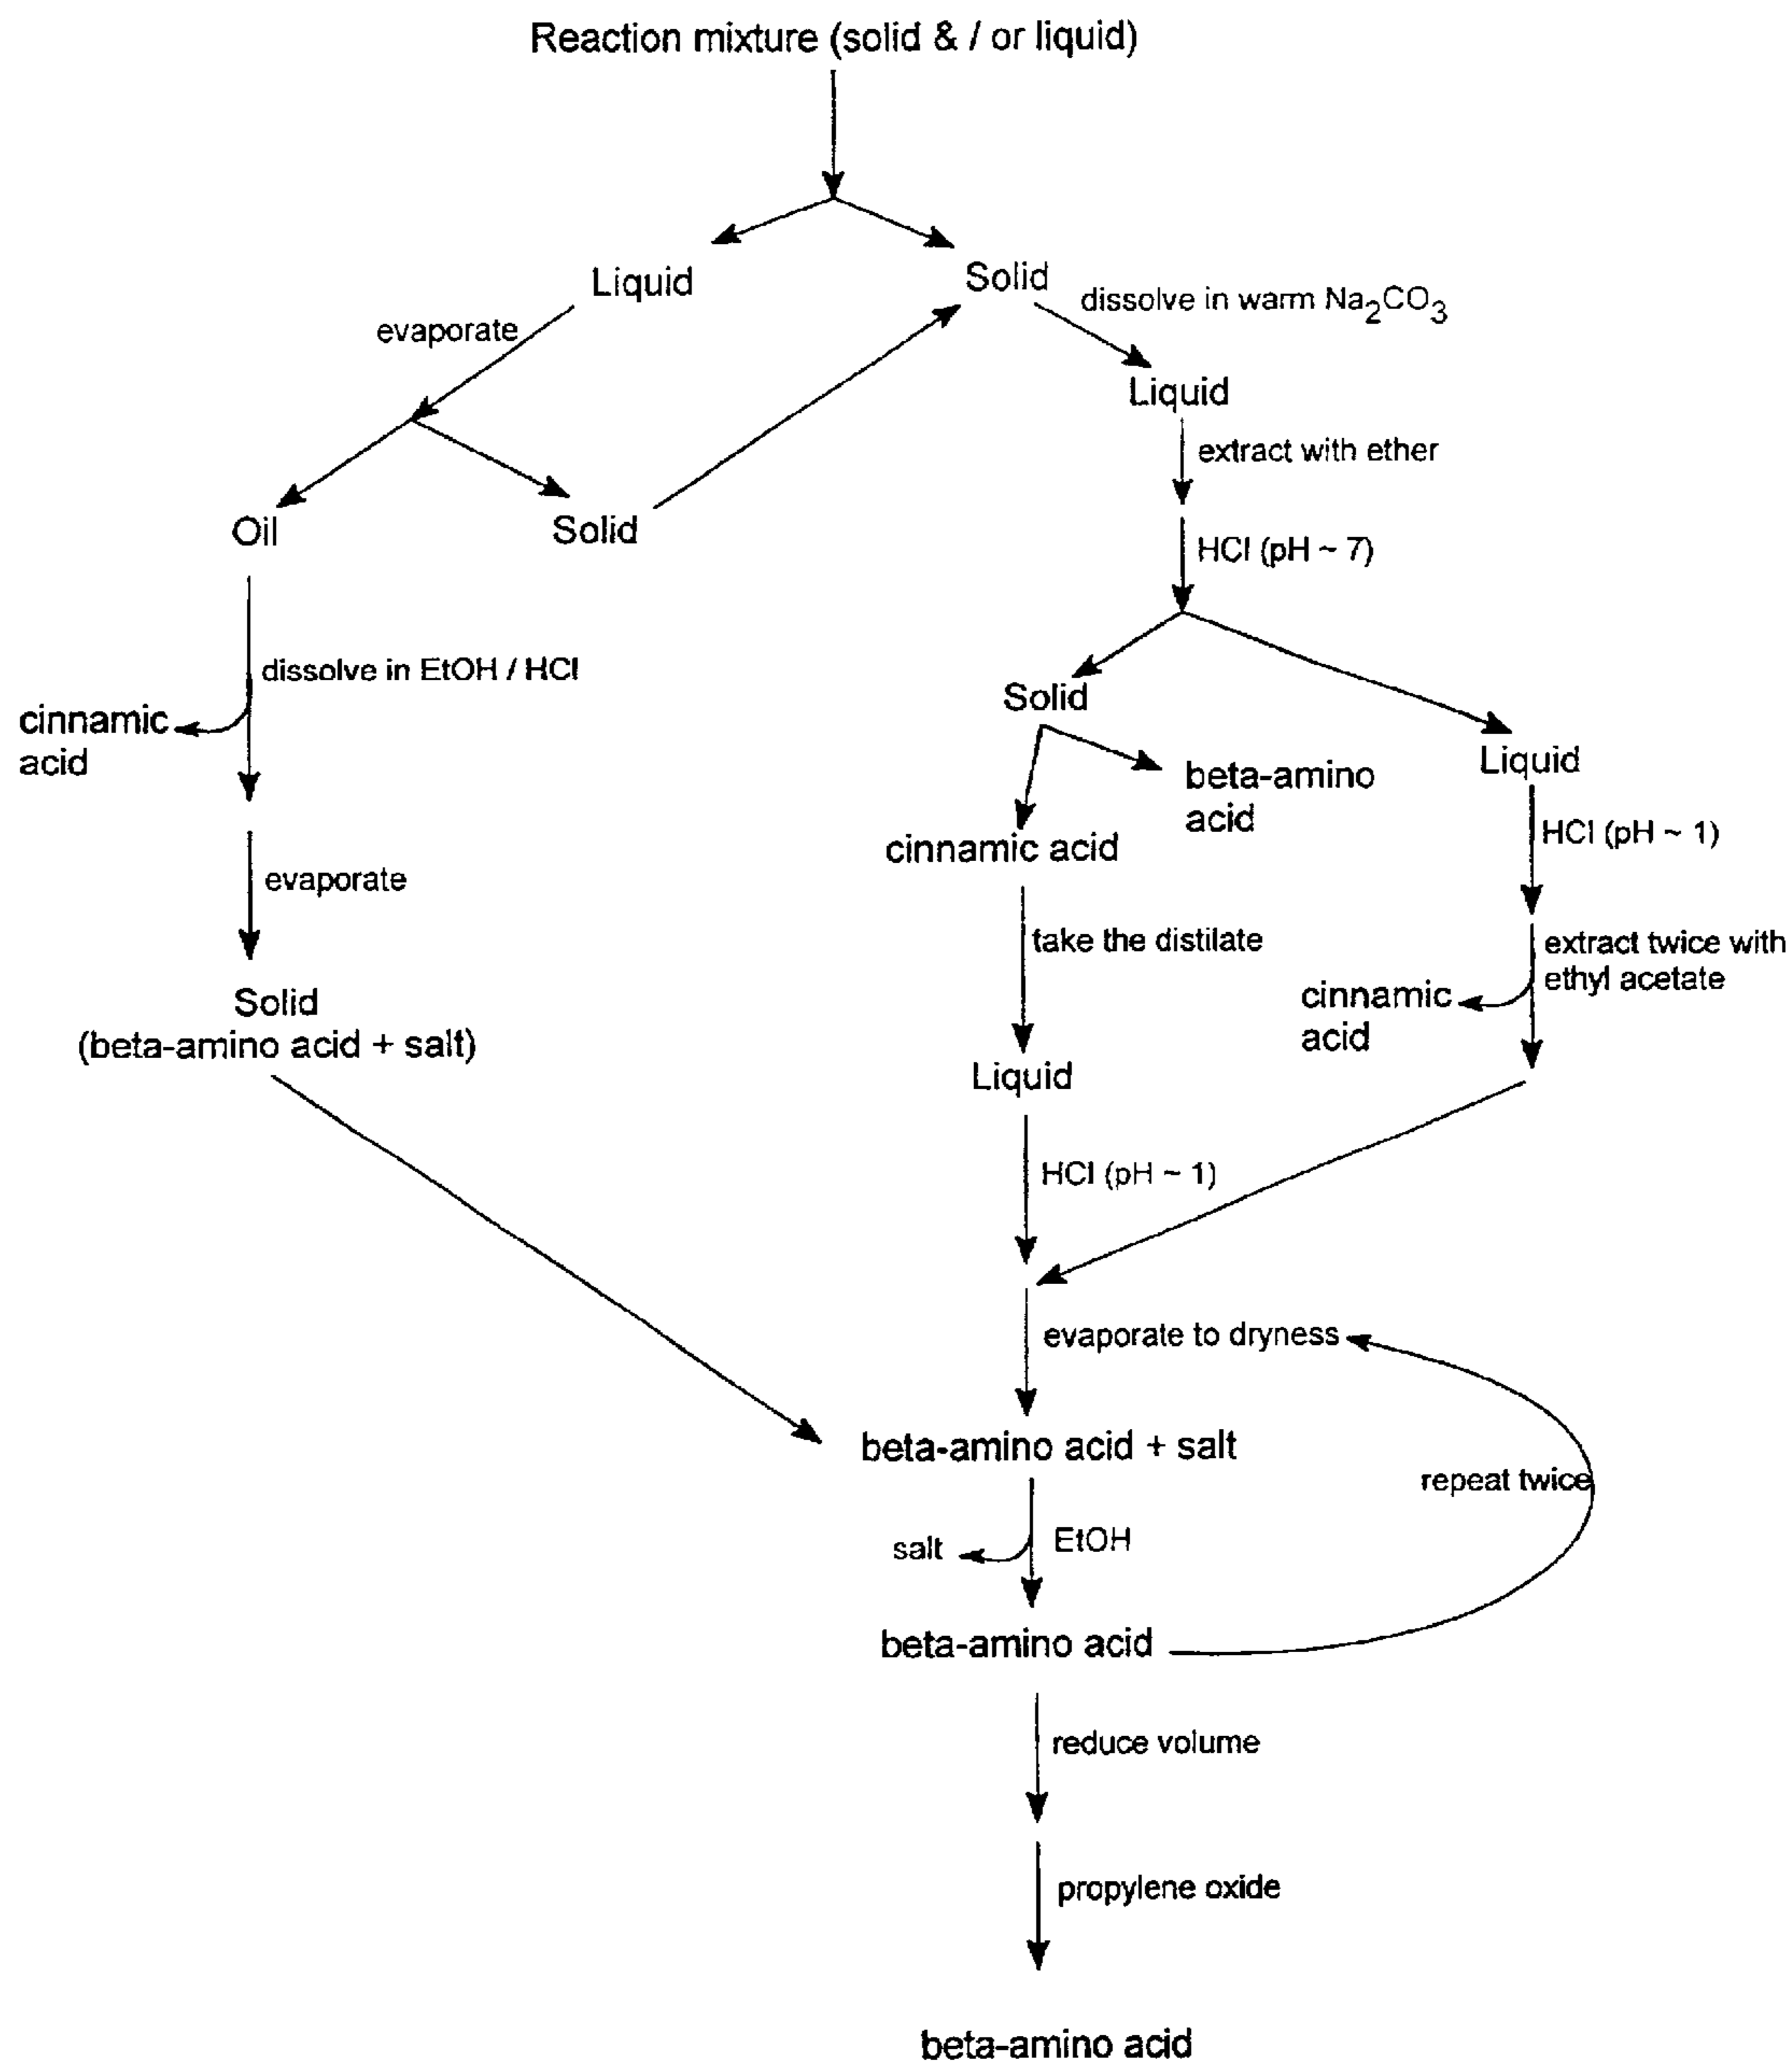 Reaction mixture (solid & / or liquid)
Liquid
Solid
dissolve in warm Na2CO3
evaporate
Liquid
extract with ether
Oil
Solid
HCl (pH ~ 7)
dissolve in EtOH / HCl
cinnamic
acid
Solid
Liquid
beta-amino
acid
cinnamic acid
HCl (pH ~ 1)
evaporate
take the distilate
extract twice with
ethyl acetate
cinnamic
acid
Solid
(beta-amino acid + salt)
Liquid
HCl (pH ~ 1)
evaporate to dryness
beta-amino acid + salt
repeat twice
salt
EtOH
beta-amino acid
reduce volume
propylene oxide
beta-amino acid